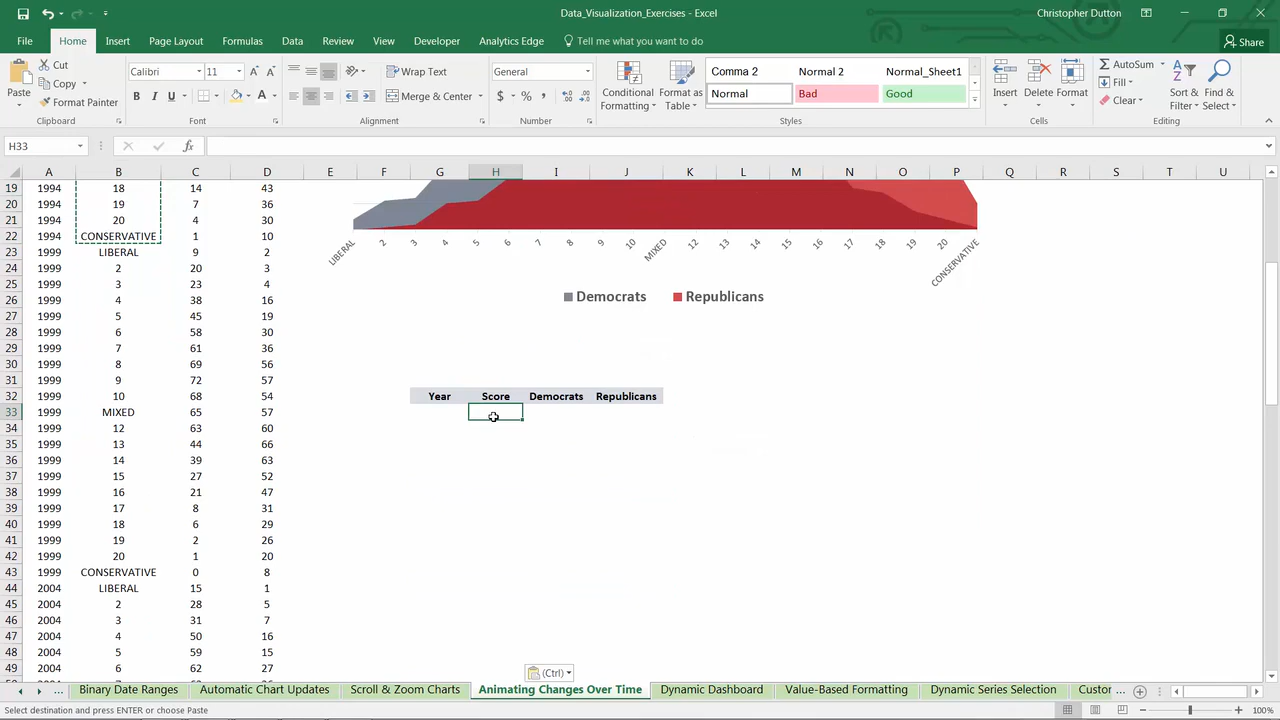 Data_Visualization_Exercises - Excel
Christopher Dutton
File Home Insert Page Layout Formulas Data Review View Developer Analytics Edge Tell me what you want to do Share
Paste Cut Copy Format Painter Clipboard
Calibri 11 B I U A Font
Wrap Text Merge & Center Alignment
General $ % , Number
Conditional Formatting Format as Table Comma 2 Normal 2 Normal_Sheet1 Normal Bad Good Styles
Insert Delete Format Cells
AutoSum Fill Clear Sort & Filter Find & Select Editing
H33 fx
A B C D E F G H I J K L M N O P Q R S T U
19 1994 18 14 43
20 1994 19 7 36
21 1994 20 4 30
22 1994 CONSERVATIVE 1 10
23 1999 LIBERAL 9 2
24 1999 2 20 3
25 1999 3 23 4
26 1999 4 38 16
27 1999 5 45 19
28 1999 6 58 30
29 1999 7 61 36
30 1999 8 69 56
31 1999 9 72 57
32 1999 10 68 54
33 1999 MIXED 65 57
34 1999 12 63 60
35 1999 13 44 66
36 1999 14 39 63
37 1999 15 27 52
38 1999 16 21 47
39 1999 17 8 31
40 1999 18 6 29
41 1999 19 2 26
42 1999 20 1 20
43 1999 CONSERVATIVE 0 8
44 2004 LIBERAL 15 1
45 2004 2 28 5
46 2004 3 31 7
47 2004 4 50 16
48 2004 5 59 15
49 2004 6 62 27
LIBERAL 2 3 4 5 6 7 8 9 10 MIXED 12 13 14 15 16 17 18 19 20 CONSERVATIVE
Democrats Republicans
Year Score Democrats Republicans
(Ctrl)
... Binary Date Ranges Automatic Chart Updates Scroll & Zoom Charts Animating Changes Over Time Dynamic Dashboard Value-Based Formatting Dynamic Series Selection Custor ...
Select destination and press ENTER or choose Paste
100%